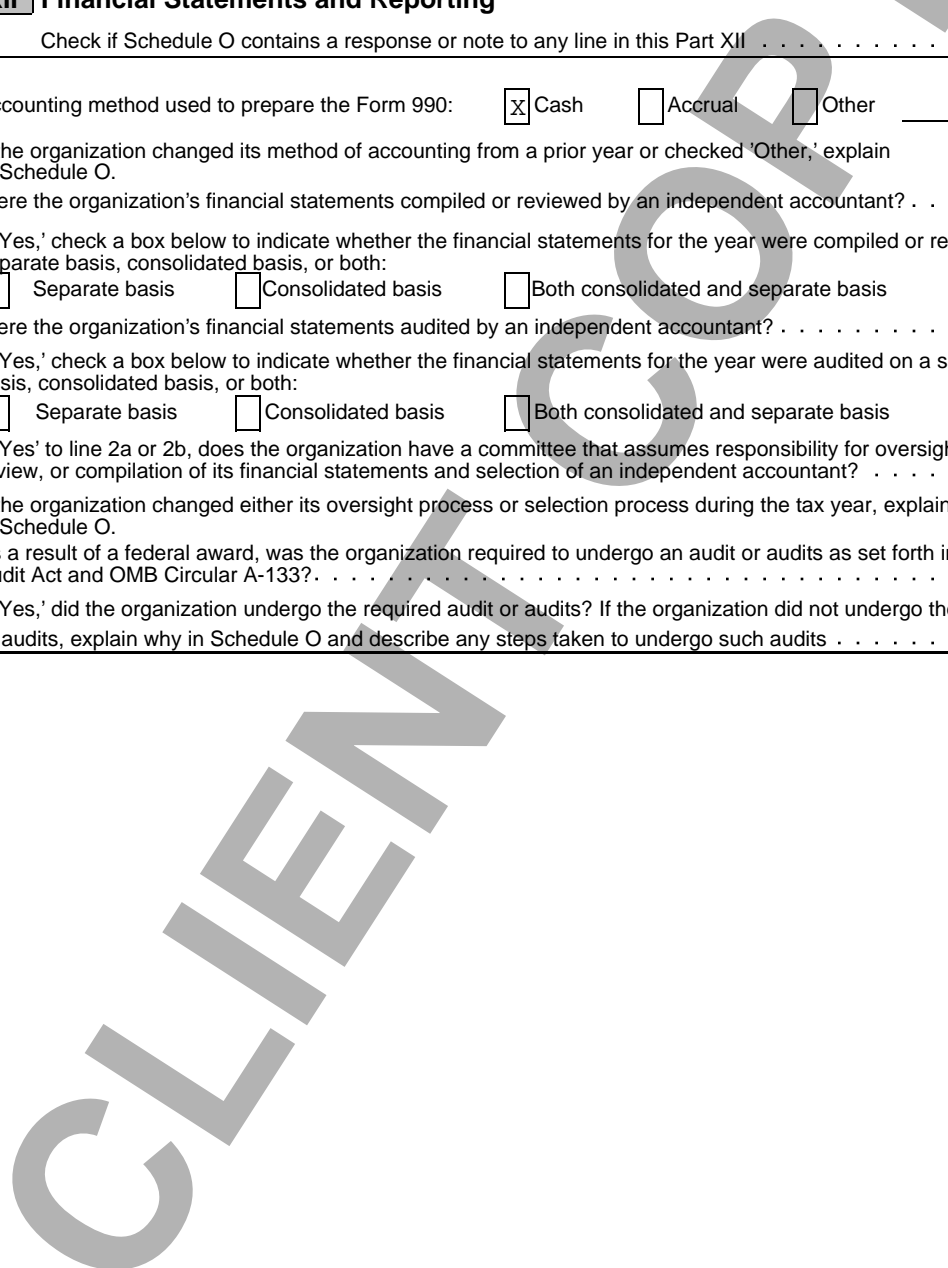 XII Financial Statements and Reporting
Check if Schedule O contains a response or note to any line in this Part XII . . . . . . . . . .
ccounting method used to prepare the Form 990: X Cash Accrual Other
he organization changed its method of accounting from a prior year or checked 'Other,' explain
Schedule O.
ere the organization's financial statements compiled or reviewed by an independent accountant? . .
Yes,' check a box below to indicate whether the financial statements for the year were compiled or re
parate basis, consolidated basis, or both:
Separate basis Consolidated basis Both consolidated and separate basis
ere the organization's financial statements audited by an independent accountant? . . . . . . . . .
Yes,' check a box below to indicate whether the financial statements for the year were audited on a s
sis, consolidated basis, or both:
Separate basis Consolidated basis Both consolidated and separate basis
Yes' to line 2a or 2b, does the organization have a committee that assumes responsibility for oversigh
view, or compilation of its financial statements and selection of an independent accountant? . . . .
he organization changed either its oversight process or selection process during the tax year, explain
Schedule O.
s a result of a federal award, was the organization required to undergo an audit or audits as set forth in
udit Act and OMB Circular A-133? . . . . . . . . . . . . . . . . . . . . . . . . . . . . . . . . . . .
Yes,' did the organization undergo the required audit or audits? If the organization did not undergo the
audits, explain why in Schedule O and describe any steps taken to undergo such audits . . . . . .
CLIENT COP